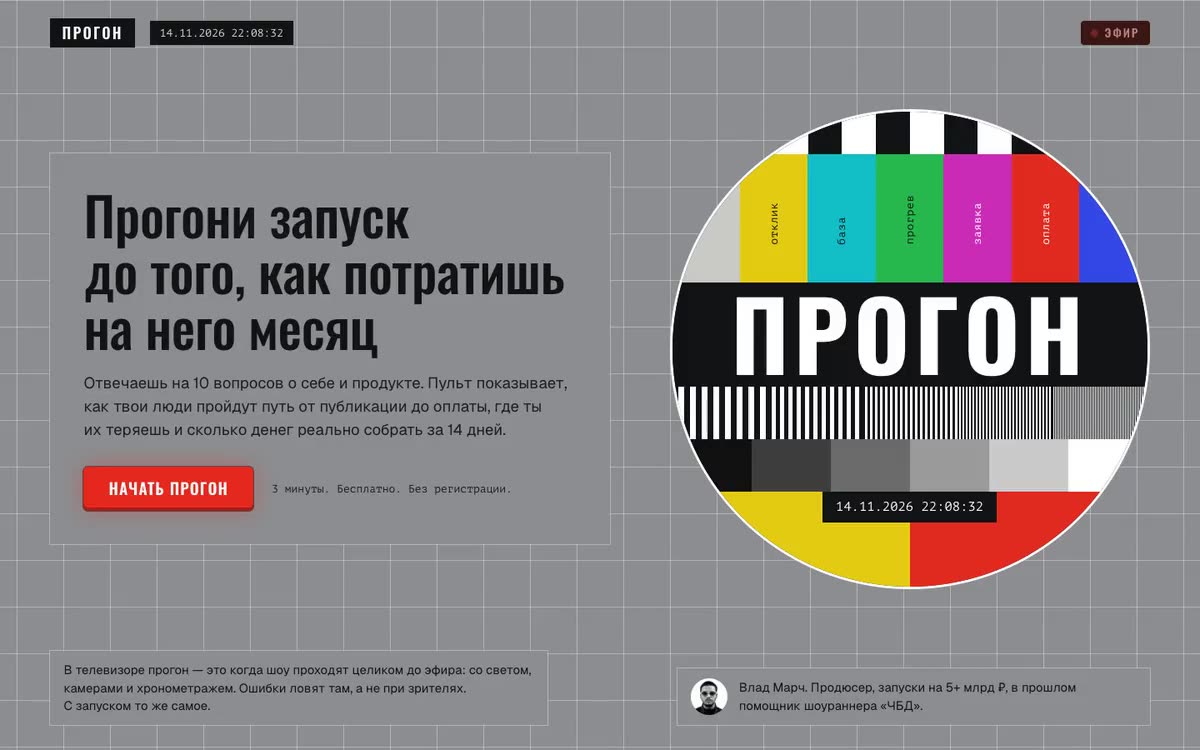 ПРОГОН
14.11.2026 22:08:32
ЭФИР
Прогони запуск
до того, как потратишь
на него месяц
Отвечаешь на 10 вопросов о себе и продукте. Пульт показывает,
как твои люди пройдут путь от публикации до оплаты, где ты
их теряешь и сколько денег реально собрать за 14 дней.
НАЧАТЬ ПРОГОН
3 минуты. Бесплатно. Без регистрации.
отклик
база
прогрев
заявка
оплата
ПРОГОН
14.11.2026 22:08:32
В телевизоре прогон — это когда шоу проходят целиком до эфира: со светом,
камерами и хронометражем. Ошибки ловят там, а не при зрителях.
С запуском то же самое.
Влад Марч. Продюсер, запуски на 5+ млрд ₽, в прошлом
помощник шоураннера «ЧБД».